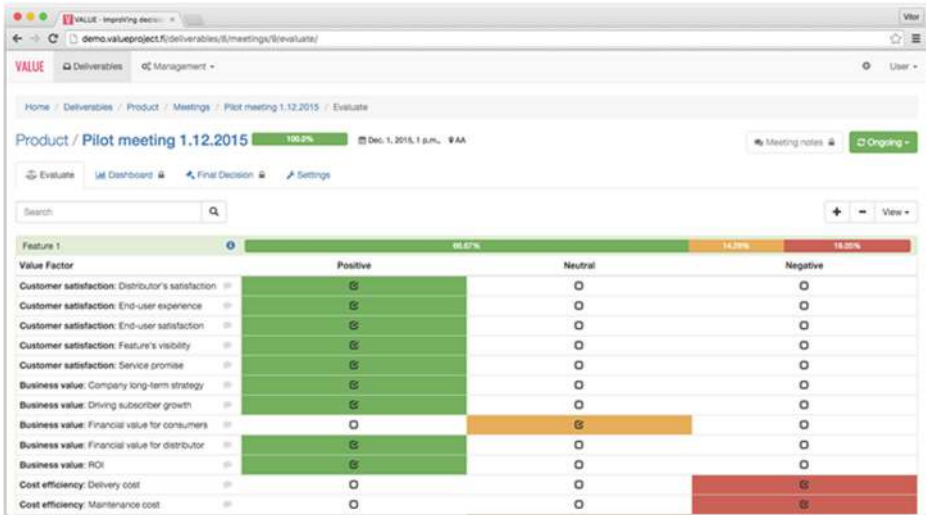 VALUE - Improving decisio
Vitor
demo.valueproject.fi/deliverables/8/meetings/9/evaluate/
VALUE Deliverables Management User
Home / Deliverables / Product / Meetings / Pilot meeting 1.12.2015 / Evaluate
Product / Pilot meeting 1.12.2015 100.0% Dec. 1, 2015, 1 p.m., AA Meeting notes Ongoing
Evaluate Dashboard Final Decision Settings
Search + - View
Feature 1 66.67% 14.29% 19.05%
Value Factor Positive Neutral Negative
Customer satisfaction: Distributor's satisfaction
Customer satisfaction: End-user experience
Customer satisfaction: End-user satisfaction
Customer satisfaction: Feature's visibility
Customer satisfaction: Service promise
Business value: Company long-term strategy
Business value: Driving subscriber growth
Business value: Financial value for consumers
Business value: Financial value for distributor
Business value: ROI
Cost efficiency: Delivery cost
Cost efficiency: Maintenance cost